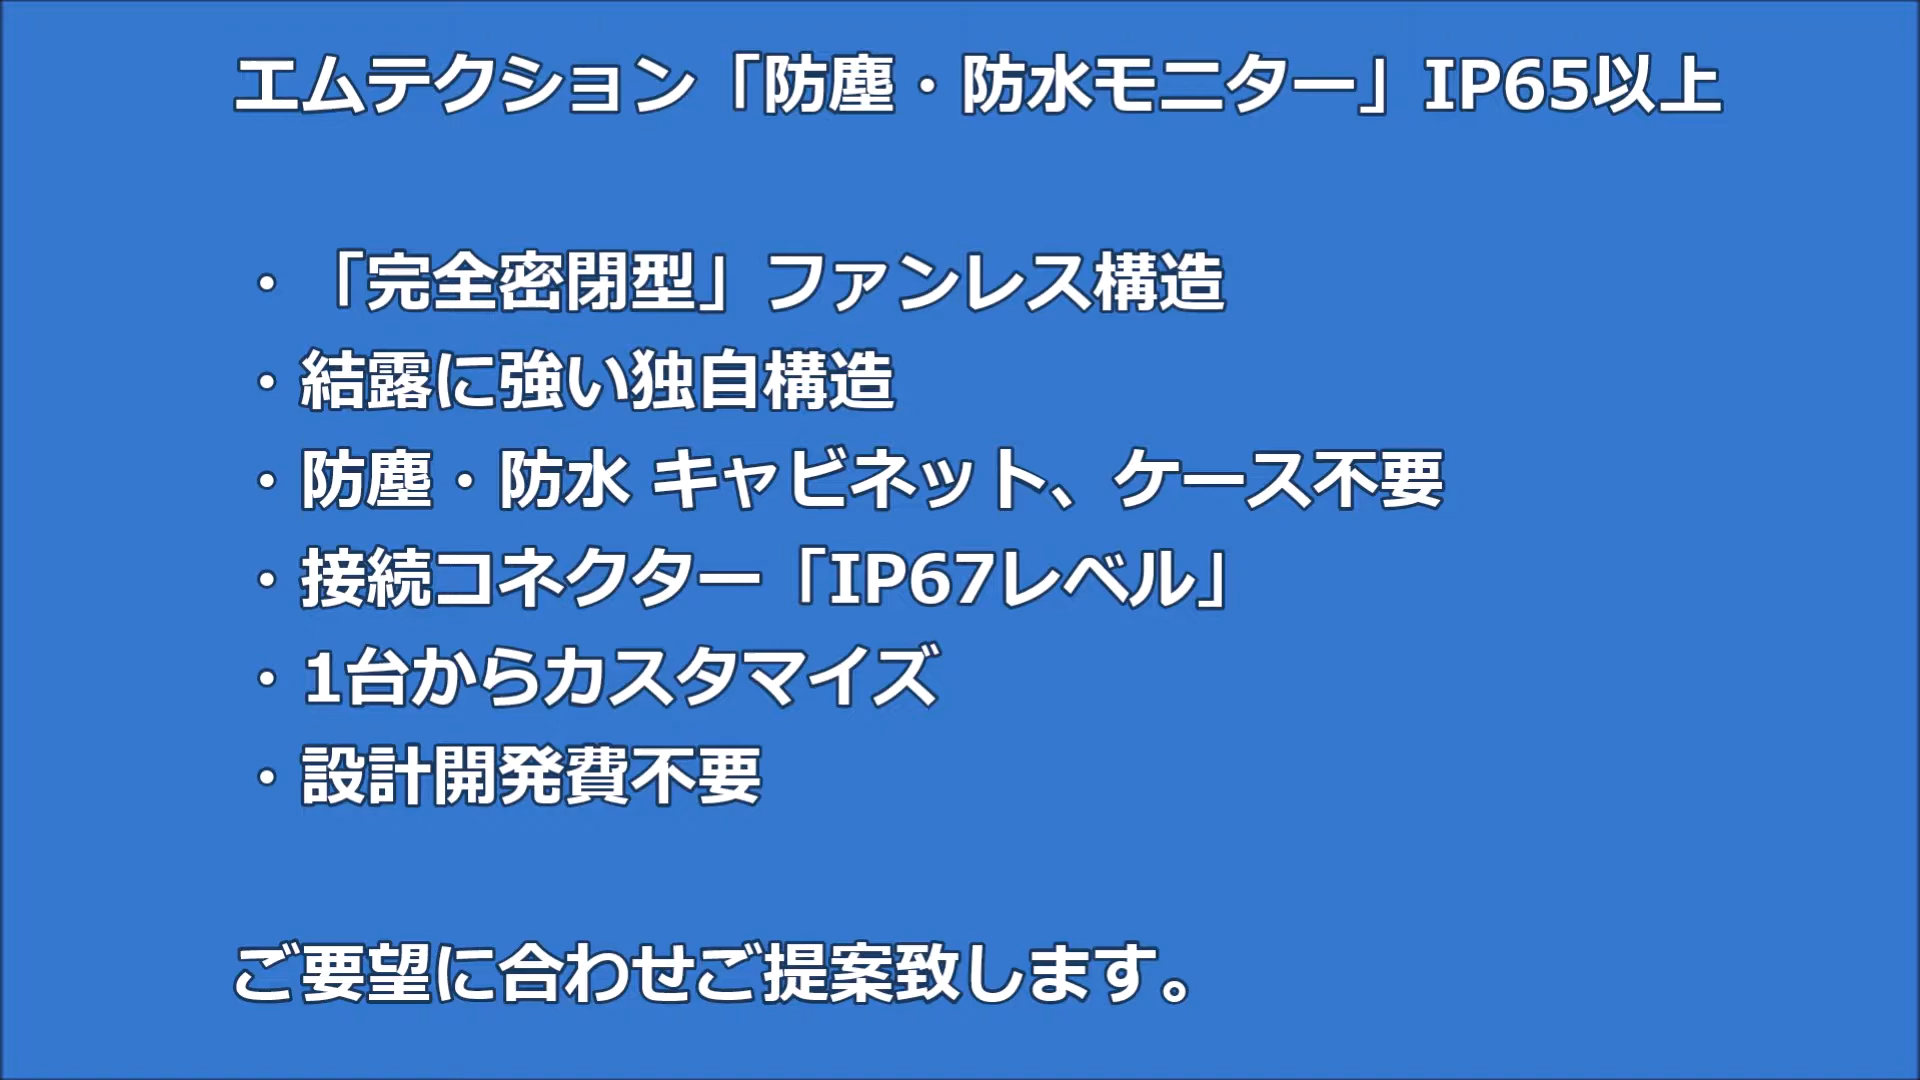 エムテクション「防塵・防水モニター」IP65以上
・「完全密閉型」ファンレス構造
・結露に強い独自構造
・防塵・防水 キャビネット、ケース不要
・接続コネクター「IP67レベル」
・1台からカスタマイズ
・設計開発費不要
ご要望に合わせご提案致します。